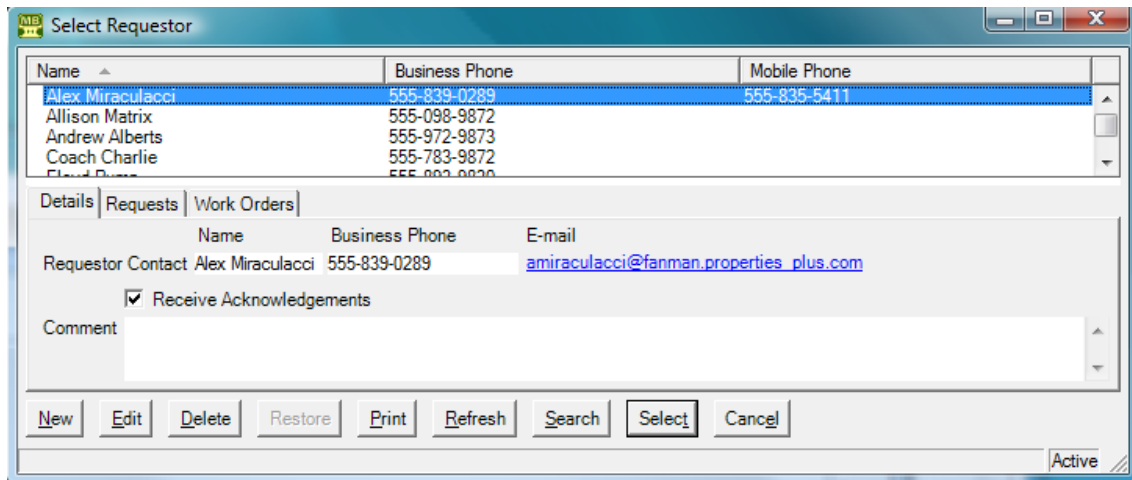 MB Select Requestor
Name Business Phone Mobile Phone
Alex Miraculacci 555-839-0289 555-835-5411
Allison Matrix 555-098-9872
Andrew Alberts 555-972-9873
Coach Charlie 555-783-9872
Details Requests Work Orders
Name Business Phone E-mail
Requestor Contact Alex Miraculacci 555-839-0289 amiraculacci@fanman.properties_plus.com
Receive Acknowledgements
Comment
New Edit Delete Restore Print Refresh Search Select Cancel
Active